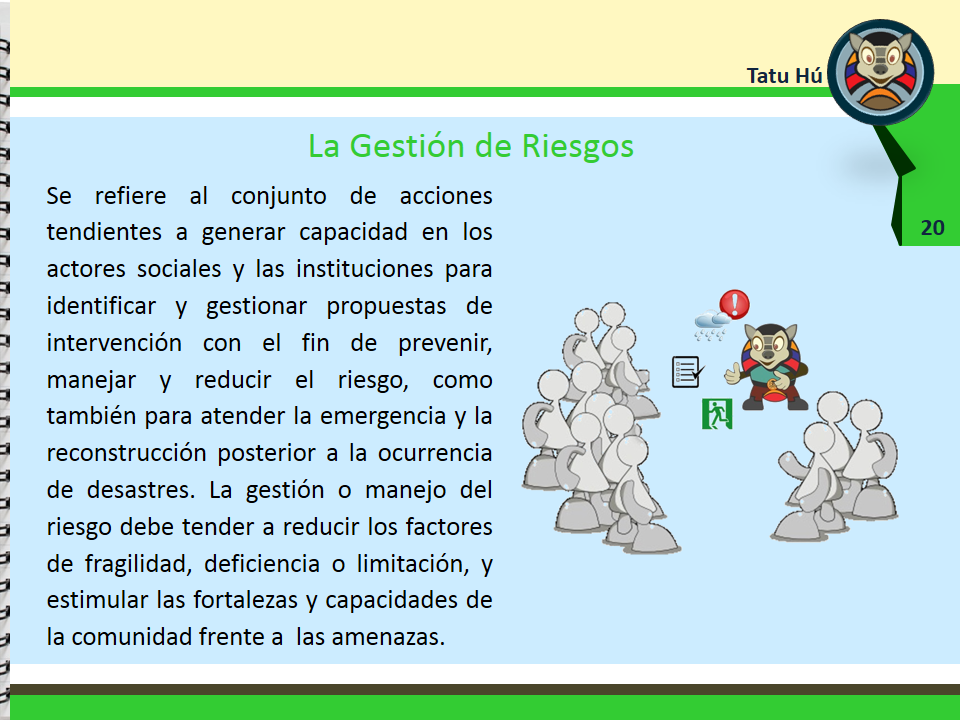 Tatu Hú
La Gestión de Riesgos
20
Se refiere al conjunto de acciones
tendientes a generar capacidad en los
actores sociales y las instituciones para
identificar y gestionar propuestas de
intervención con el fin de prevenir,
manejar y reducir el riesgo, como
también para atender la emergencia y la
reconstrucción posterior a la ocurrencia
de desastres. La gestión o manejo del
riesgo debe tender a reducir los factores
de fragilidad, deficiencia o limitación, y
estimular las fortalezas y capacidades de
la comunidad frente a  las amenazas.